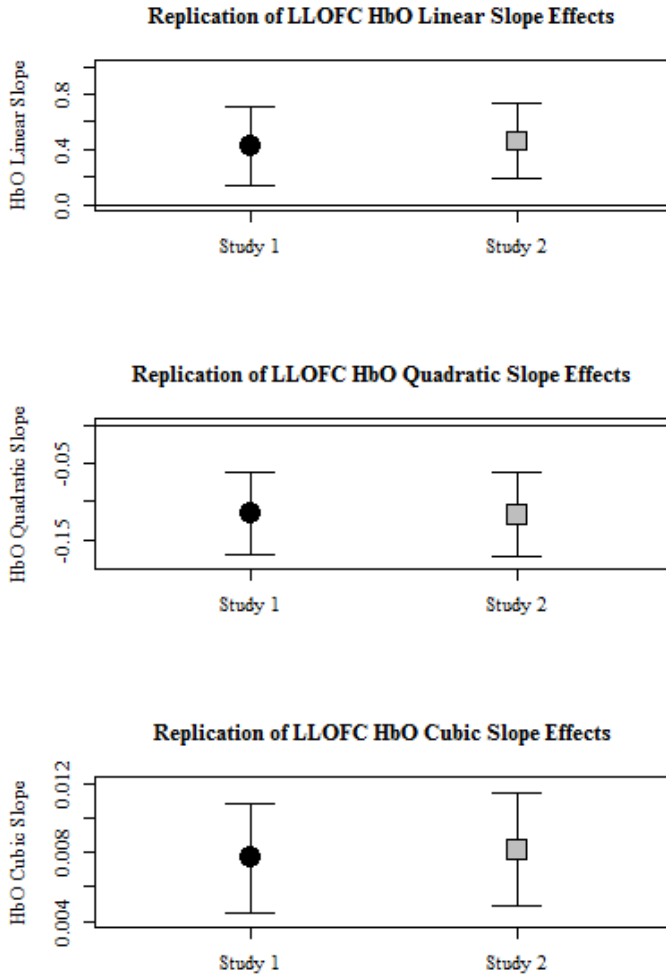 Replication of LLOFC HbO Linear Slope Effects
HbO Linear Slope
0.8
0.4
0.0
Study 1
Study 2
Replication of LLOFC HbO Quadratic Slope Effects
HbO Quadratic Slope
-0.05
-0.15
Study 1
Study 2
Replication of LLOFC HbO Cubic Slope Effects
HbO Cubic Slope
0.012
0.008
0.004
Study 1
Study 2